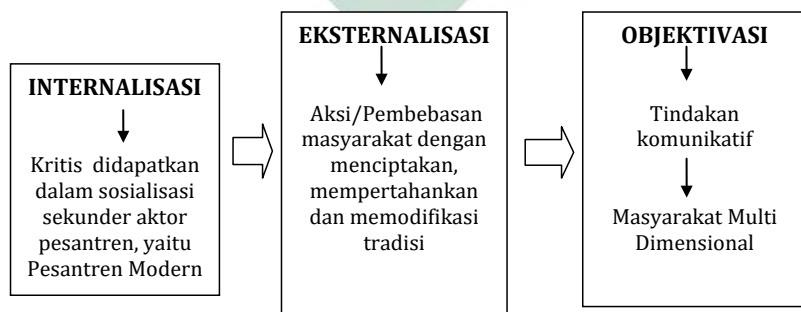 INTERNALISASI
Kritis didapatkan
dalam sosialisasi
sekunder aktor
pesantren, yaitu
Pesantren Modern
EKSTERNALISASI
Aksi/Pembebasan
masyarakat dengan
menciptakan,
mempertahankan
dan memodifikasi
tradisi
OBJEKTIVASI
Tindakan
komunikatif
Masyarakat Multi
Dimensional